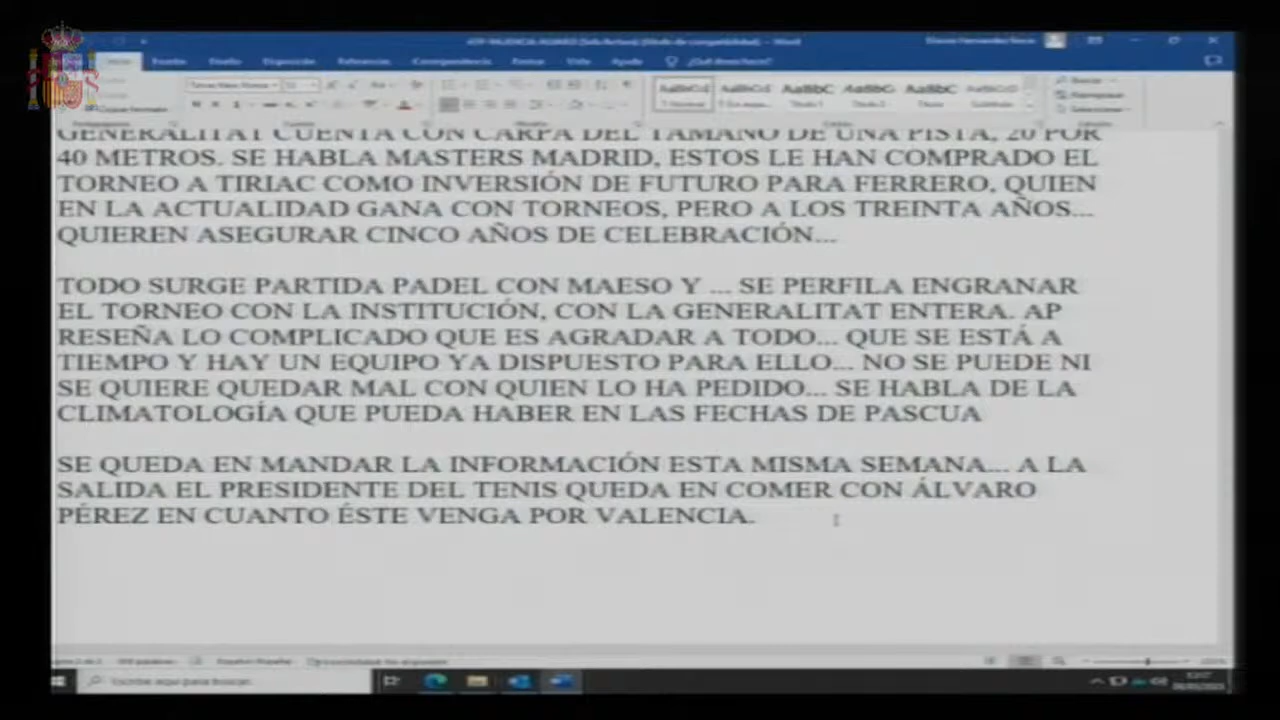 GENERALITAT CUENTA CON CARPA DEL TAMAÑO DE UNA PISTA, 20 POR
40 METROS. SE HABLA MASTERS MADRID, ESTOS LE HAN COMPRADO EL
TORNEO A TIRIAC COMO INVERSIÓN DE FUTURO PARA FERRERO, QUIEN
EN LA ACTUALIDAD GANA CON TORNEOS, PERO A LOS TREINTA AÑOS...
QUIEREN ASEGURAR CINCO AÑOS DE CELEBRACIÓN...
TODO SURGE PARTIDA PADEL CON MAESO Y ... SE PERFILA ENGRANAR
EL TORNEO CON LA INSTITUCIÓN, CON LA GENERALITAT ENTERA. AP
RESEÑA LO COMPLICADO QUE ES AGRADAR A TODO... QUE SE ESTÁ A
TIEMPO Y HAY UN EQUIPO YA DISPUESTO PARA ELLO... NO SE PUEDE NI
SE QUIERE QUEDAR MAL CON QUIEN LO HA PEDIDO... SE HABLA DE LA
CLIMATOLOGÍA QUE PUEDA HABER EN LAS FECHAS DE PASCUA
SE QUEDA EN MANDAR LA INFORMACIÓN ESTA MISMA SEMANA... A LA
SALIDA EL PRESIDENTE DEL TENIS QUEDA EN COMER CON ÁLVARO
PÉREZ EN CUANTO ÉSTE VENGA POR VALENCIA.
Escribe aquí para buscar